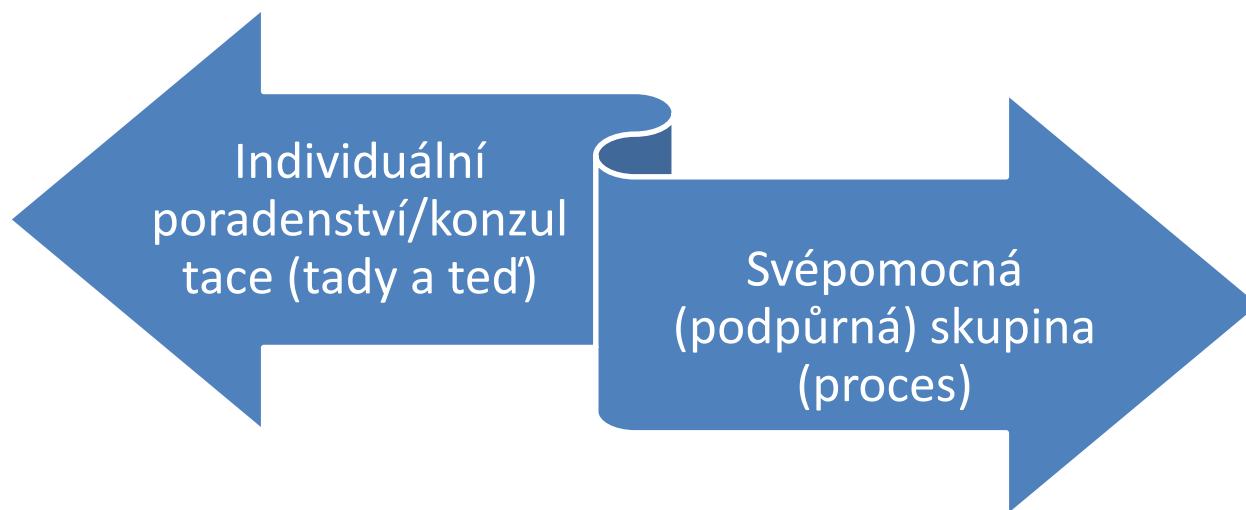 Individuální
poradenství/konzul
tace (tady a teď)
Svépomocná
(podpůrná) skupina
(proces)